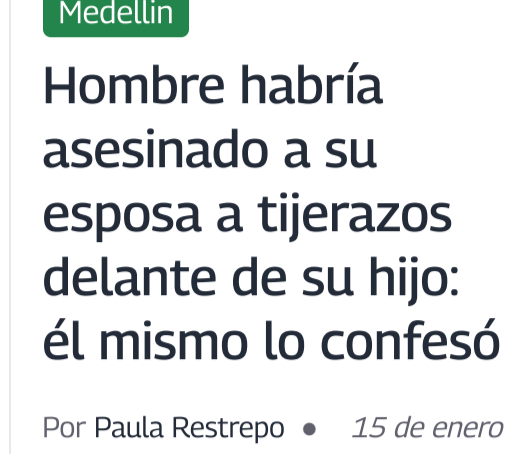 Medellin
Hombre habría
asesinado a su
esposa a tijerazos
delante de su hijo:
él mismo lo confesó
Por Paula Restrepo ● 15 de enero